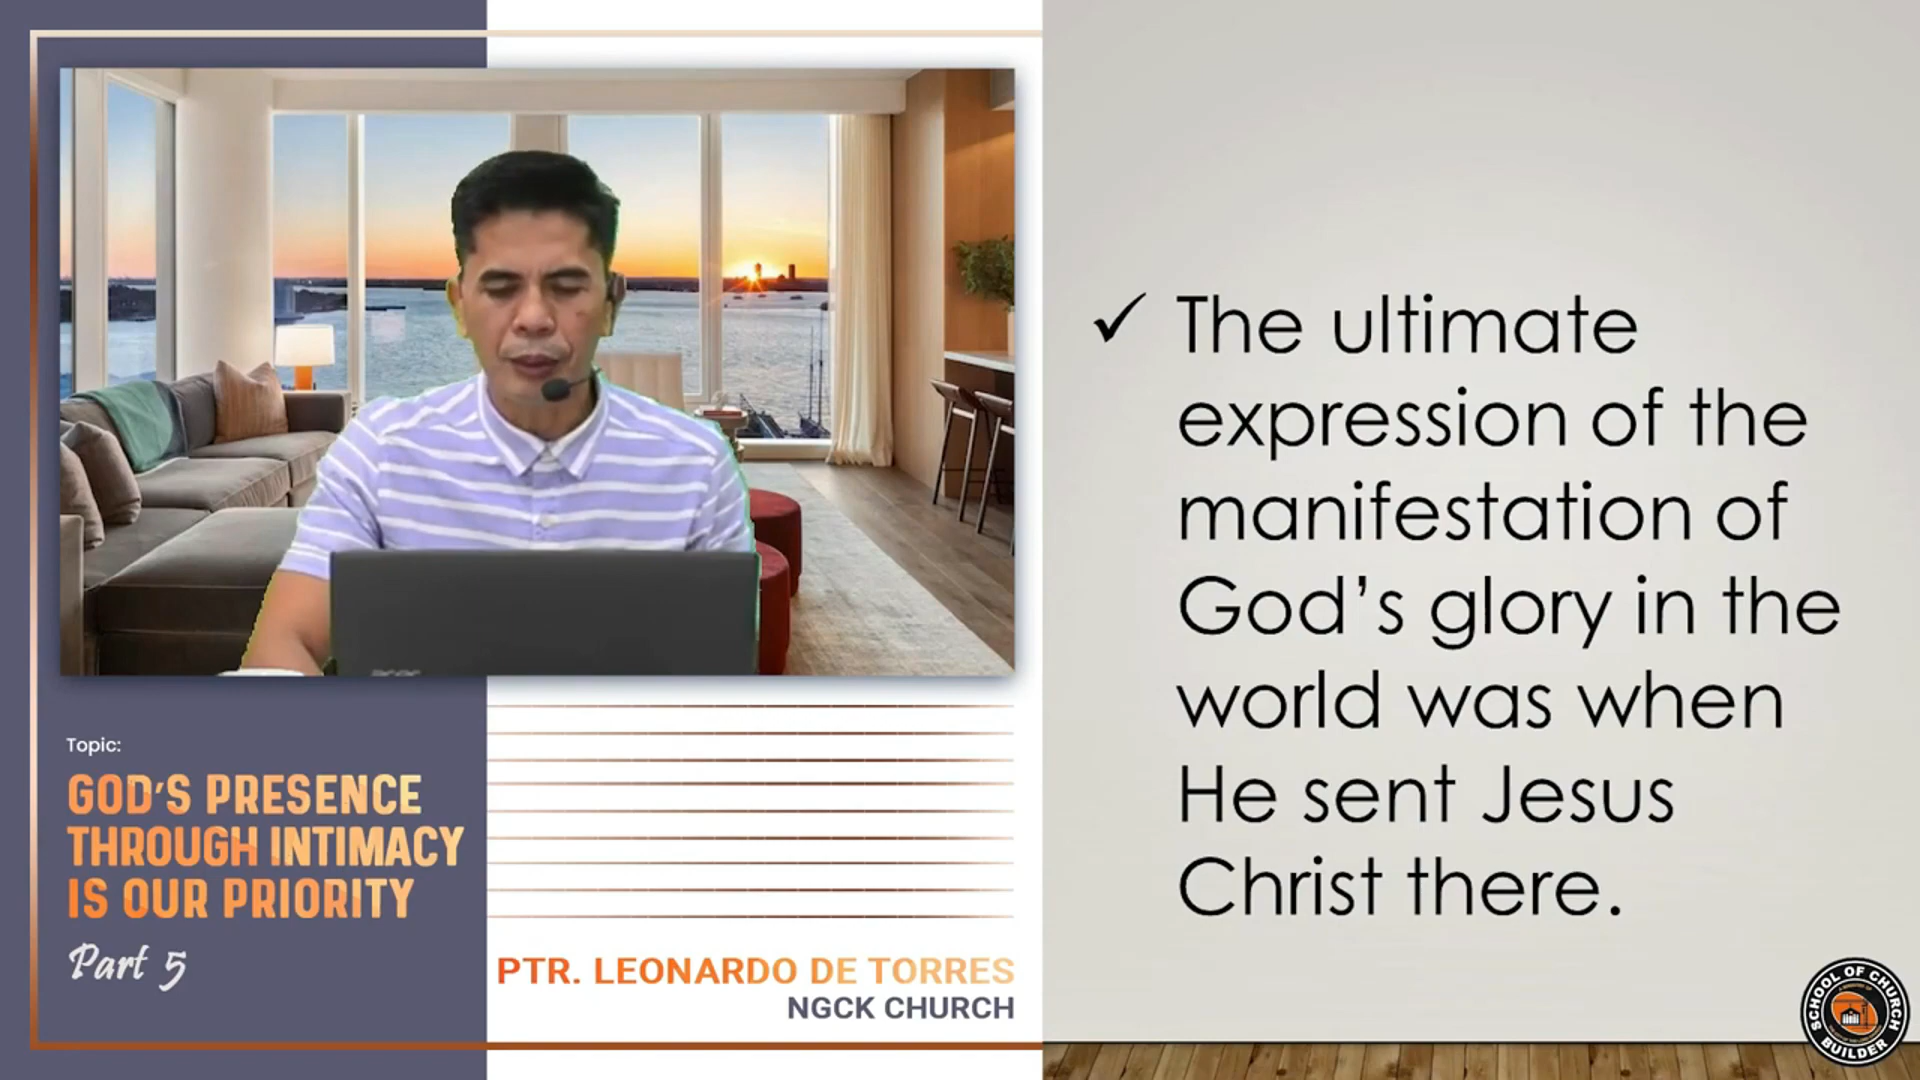 Topic:
GOD'S PRESENCE
THROUGH INTIMACY
IS OUR PRIORITY
Part 5
PTR. LEONARDO DE TORRES
NGCK CHURCH
✓ The ultimate
expression of the
manifestation of
God’s glory in the
world was when
He sent Jesus
Christ there.
SCHOOL OF CHURCH
BUILDER